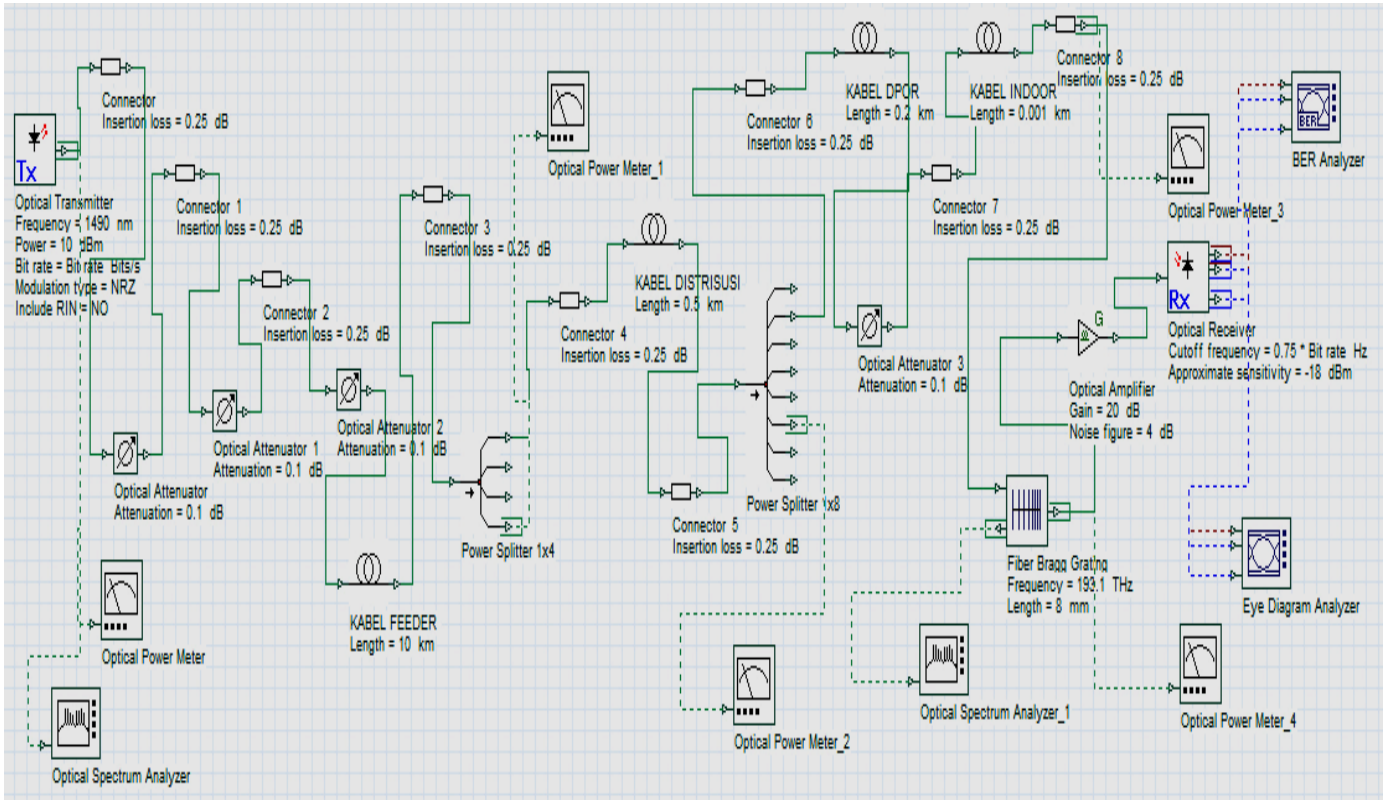 Connector
Insertion loss = 0.25 dB
Tx
Optical Transmitter
Frequency = 1490 nm
Power = 10 dBm
Bit rate = Bit rate Bits/s
Modulation type = NRZ
Include RIN = NO
Connector 1
Insertion loss = 0.25 dB
Connector 2
Insertion loss = 0.25 dB
Optical Attenuator
Attenuation = 0.1 dB
Optical Attenuator 1
Attenuation = 0.1 dB
Optical Attenuator 2
Attenuation = 0.1 dB
Optical Power Meter
Optical Spectrum Analyzer
KABEL FEEDER
Length = 10 km
Connector 3
Insertion loss = 0.25 dB
Power Splitter 1x4
Optical Power Meter_1
Connector 4
Insertion loss = 0.25 dB
KABEL DISTRISUSI
Length = 0.5 km
Connector 5
Insertion loss = 0.25 dB
Power Splitter 1x8
Optical Power Meter_2
Connector 6
Insertion loss = 0.25 dB
KABEL DPOR
Length = 0.2 km
Optical Attenuator 3
Attenuation = 0.1 dB
Connector 7
Insertion loss = 0.25 dB
KABEL INDOOR
Length = 0.001 km
Connector 8
Insertion loss = 0.25 dB
Optical Power Meter_3
Fiber Bragg Grating
Frequency = 193.1 THz
Length = 8 mm
Optical Spectrum Analyzer_1
Optical Power Meter_4
G
Optical Amplifier
Gain = 20 dB
Noise figure = 4 dB
Rx
Optical Receiver
Cutoff frequency = 0.75 * Bit rate Hz
Approximate sensitivity = -18 dBm
BER
BER Analyzer
Eye Diagram Analyzer